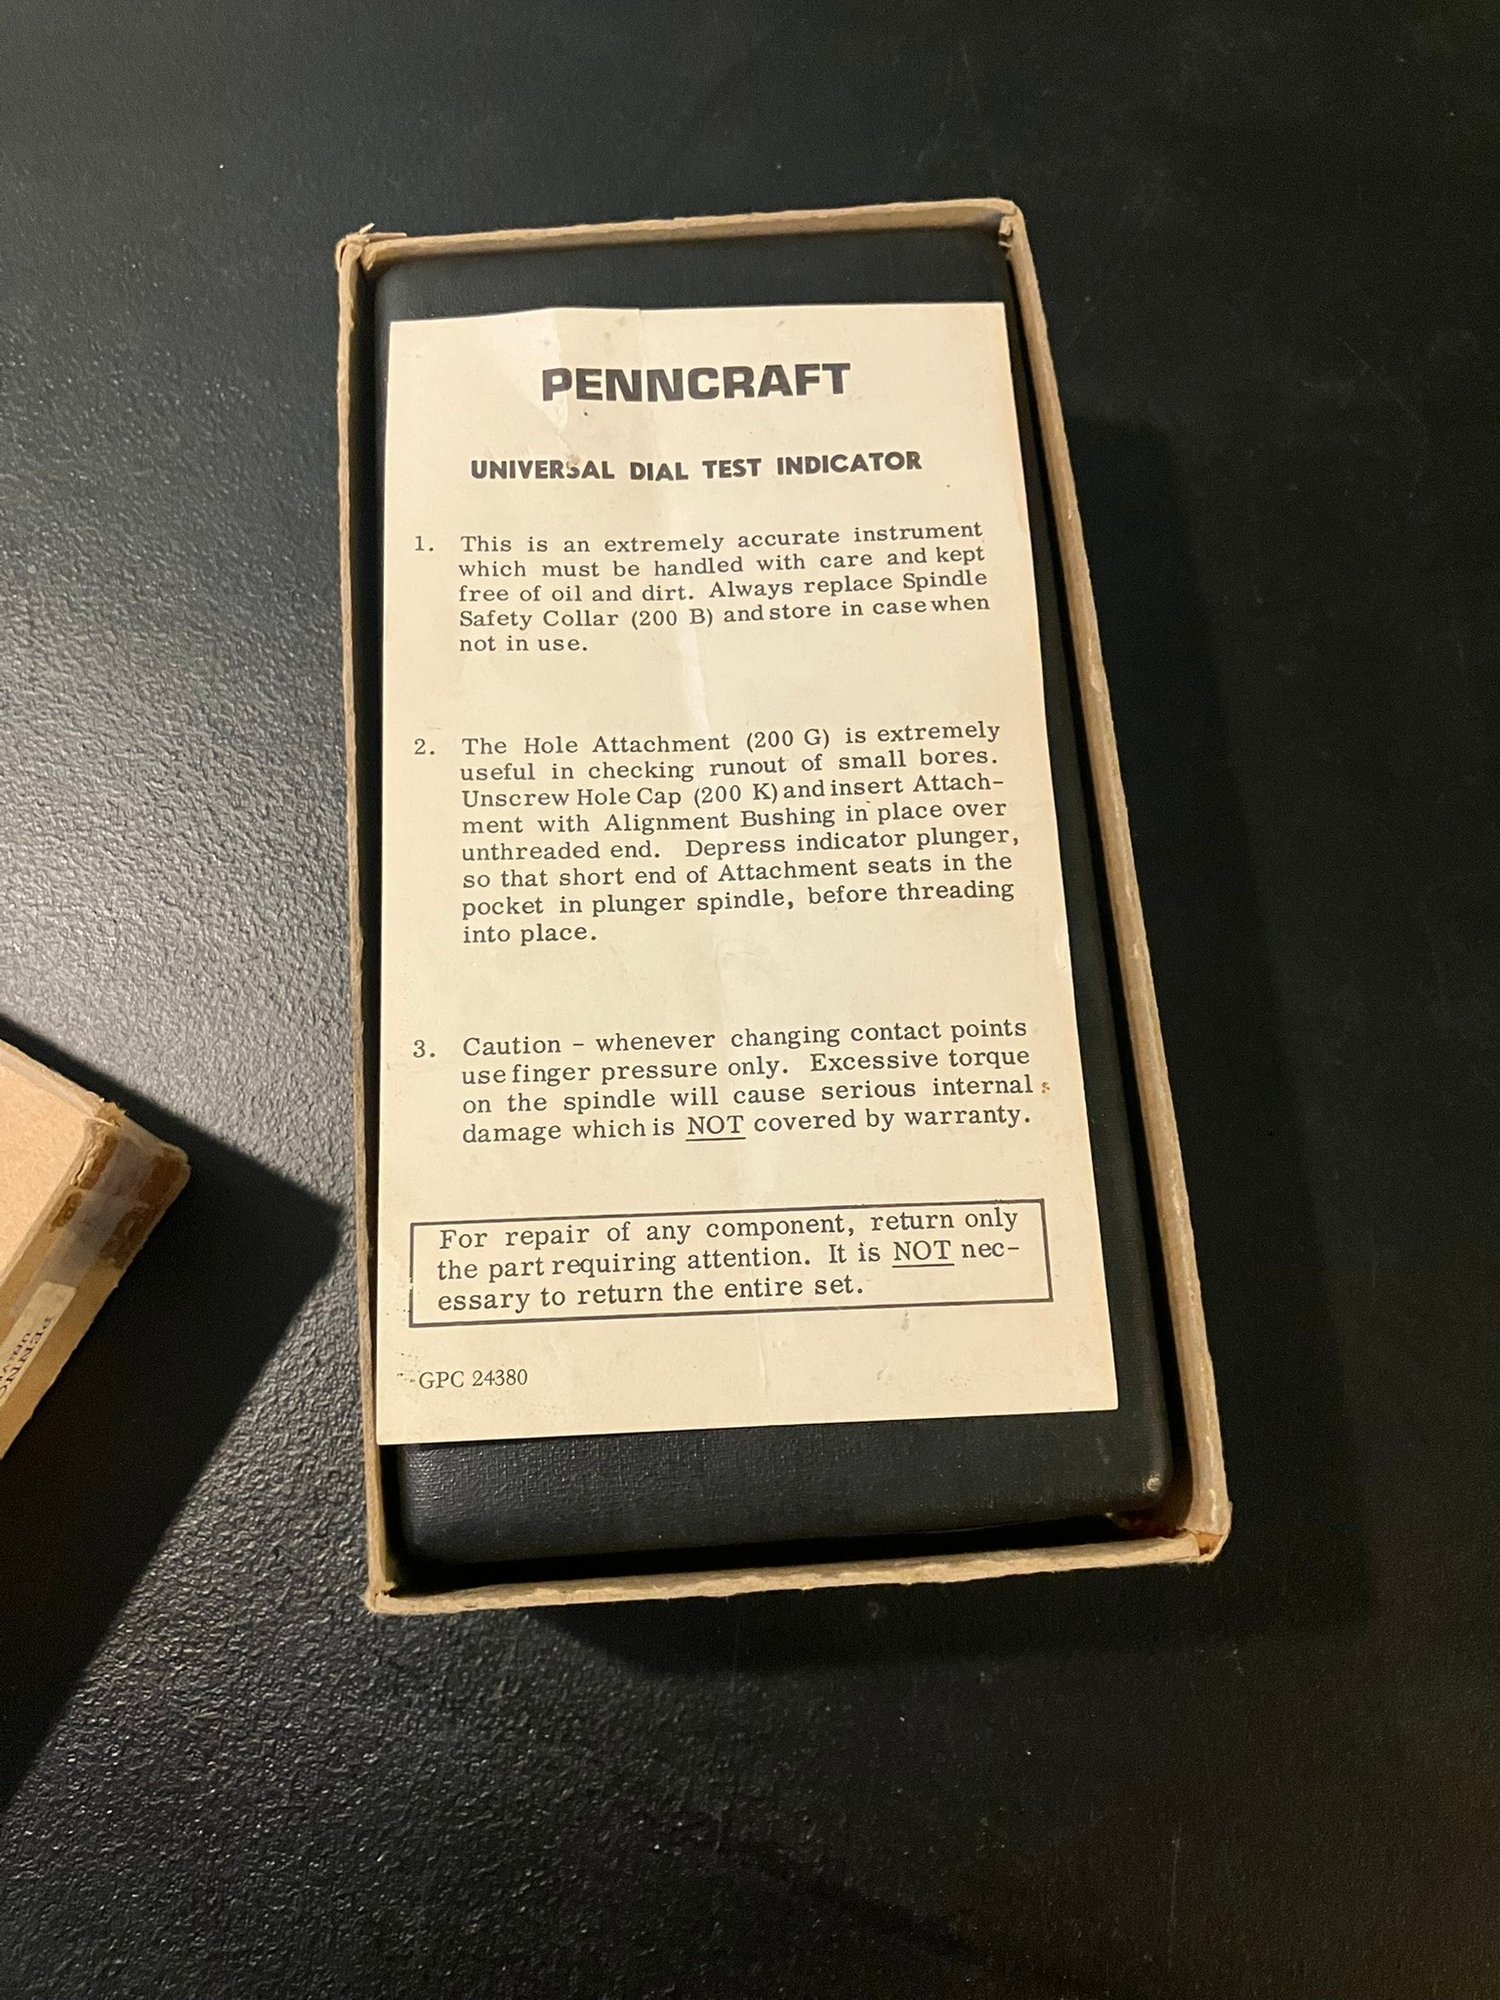 PENNCRAFT
UNIVERSAL DIAL TEST INDICATOR
1. This is an extremely accurate instrument
which must be handled with care and kept
free of oil and dirt. Always replace Spindle
Safety Collar (200 B) and store in case when
not in use.
2. The Hole Attachment (200 G) is extremely
useful in checking runout of small bores.
Unscrew Hole Cap (200 K) and insert Attach-
ment with Alignment Bushing in place over
unthreaded end. Depress indicator plunger,
so that short end of Attachment seats in the
pocket in plunger spindle, before threading
into place.
3. Caution - whenever changing contact points
use finger pressure only. Excessive torque
on the spindle will cause serious internal
damage which is NOT covered by warranty.
For repair of any component, return only
the part requiring attention. It is NOT nec-
essary to return the entire set.
GPC 24380